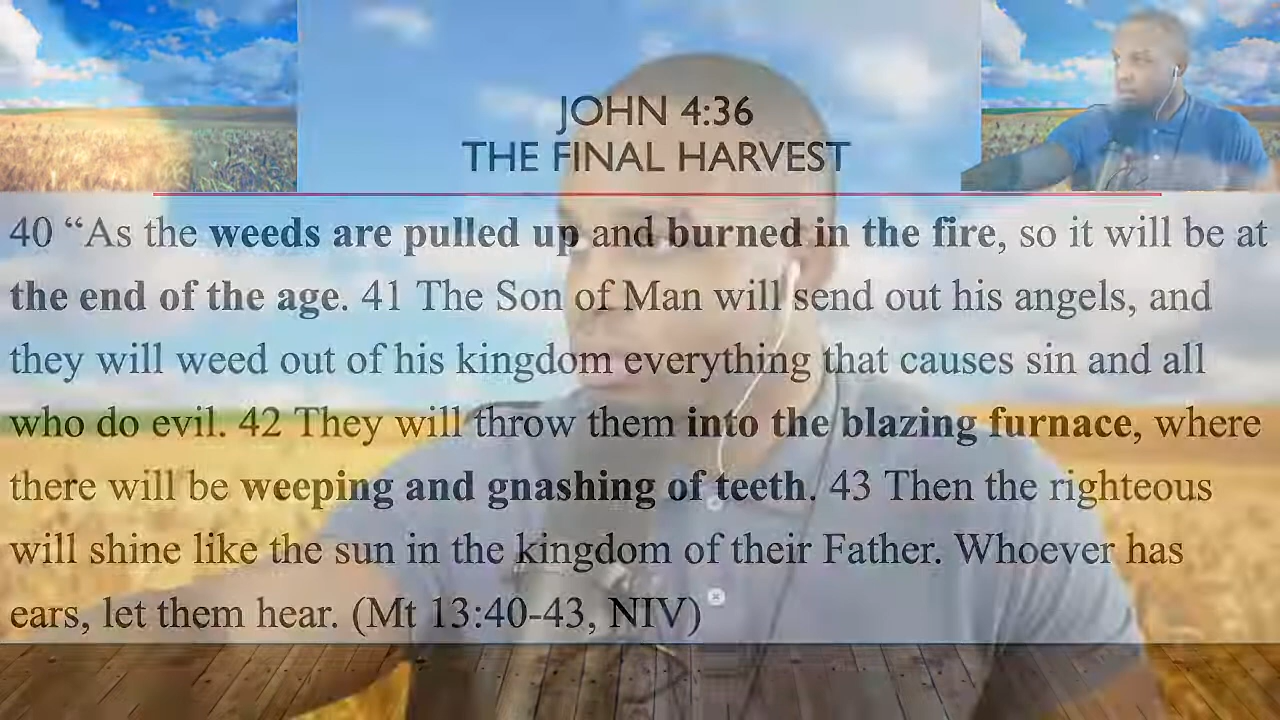 JOHN 4:36
THE FINAL HARVEST
40 “As the weeds are pulled up and burned in the fire, so it will be at
the end of the age. 41 The Son of Man will send out his angels, and
they will weed out of his kingdom everything that causes sin and all
who do evil. 42 They will throw them into the blazing furnace, where
there will be weeping and gnashing of teeth. 43 Then the righteous
will shine like the sun in the kingdom of their Father. Whoever has
ears, let them hear. (Mt 13:40-43, NIV)